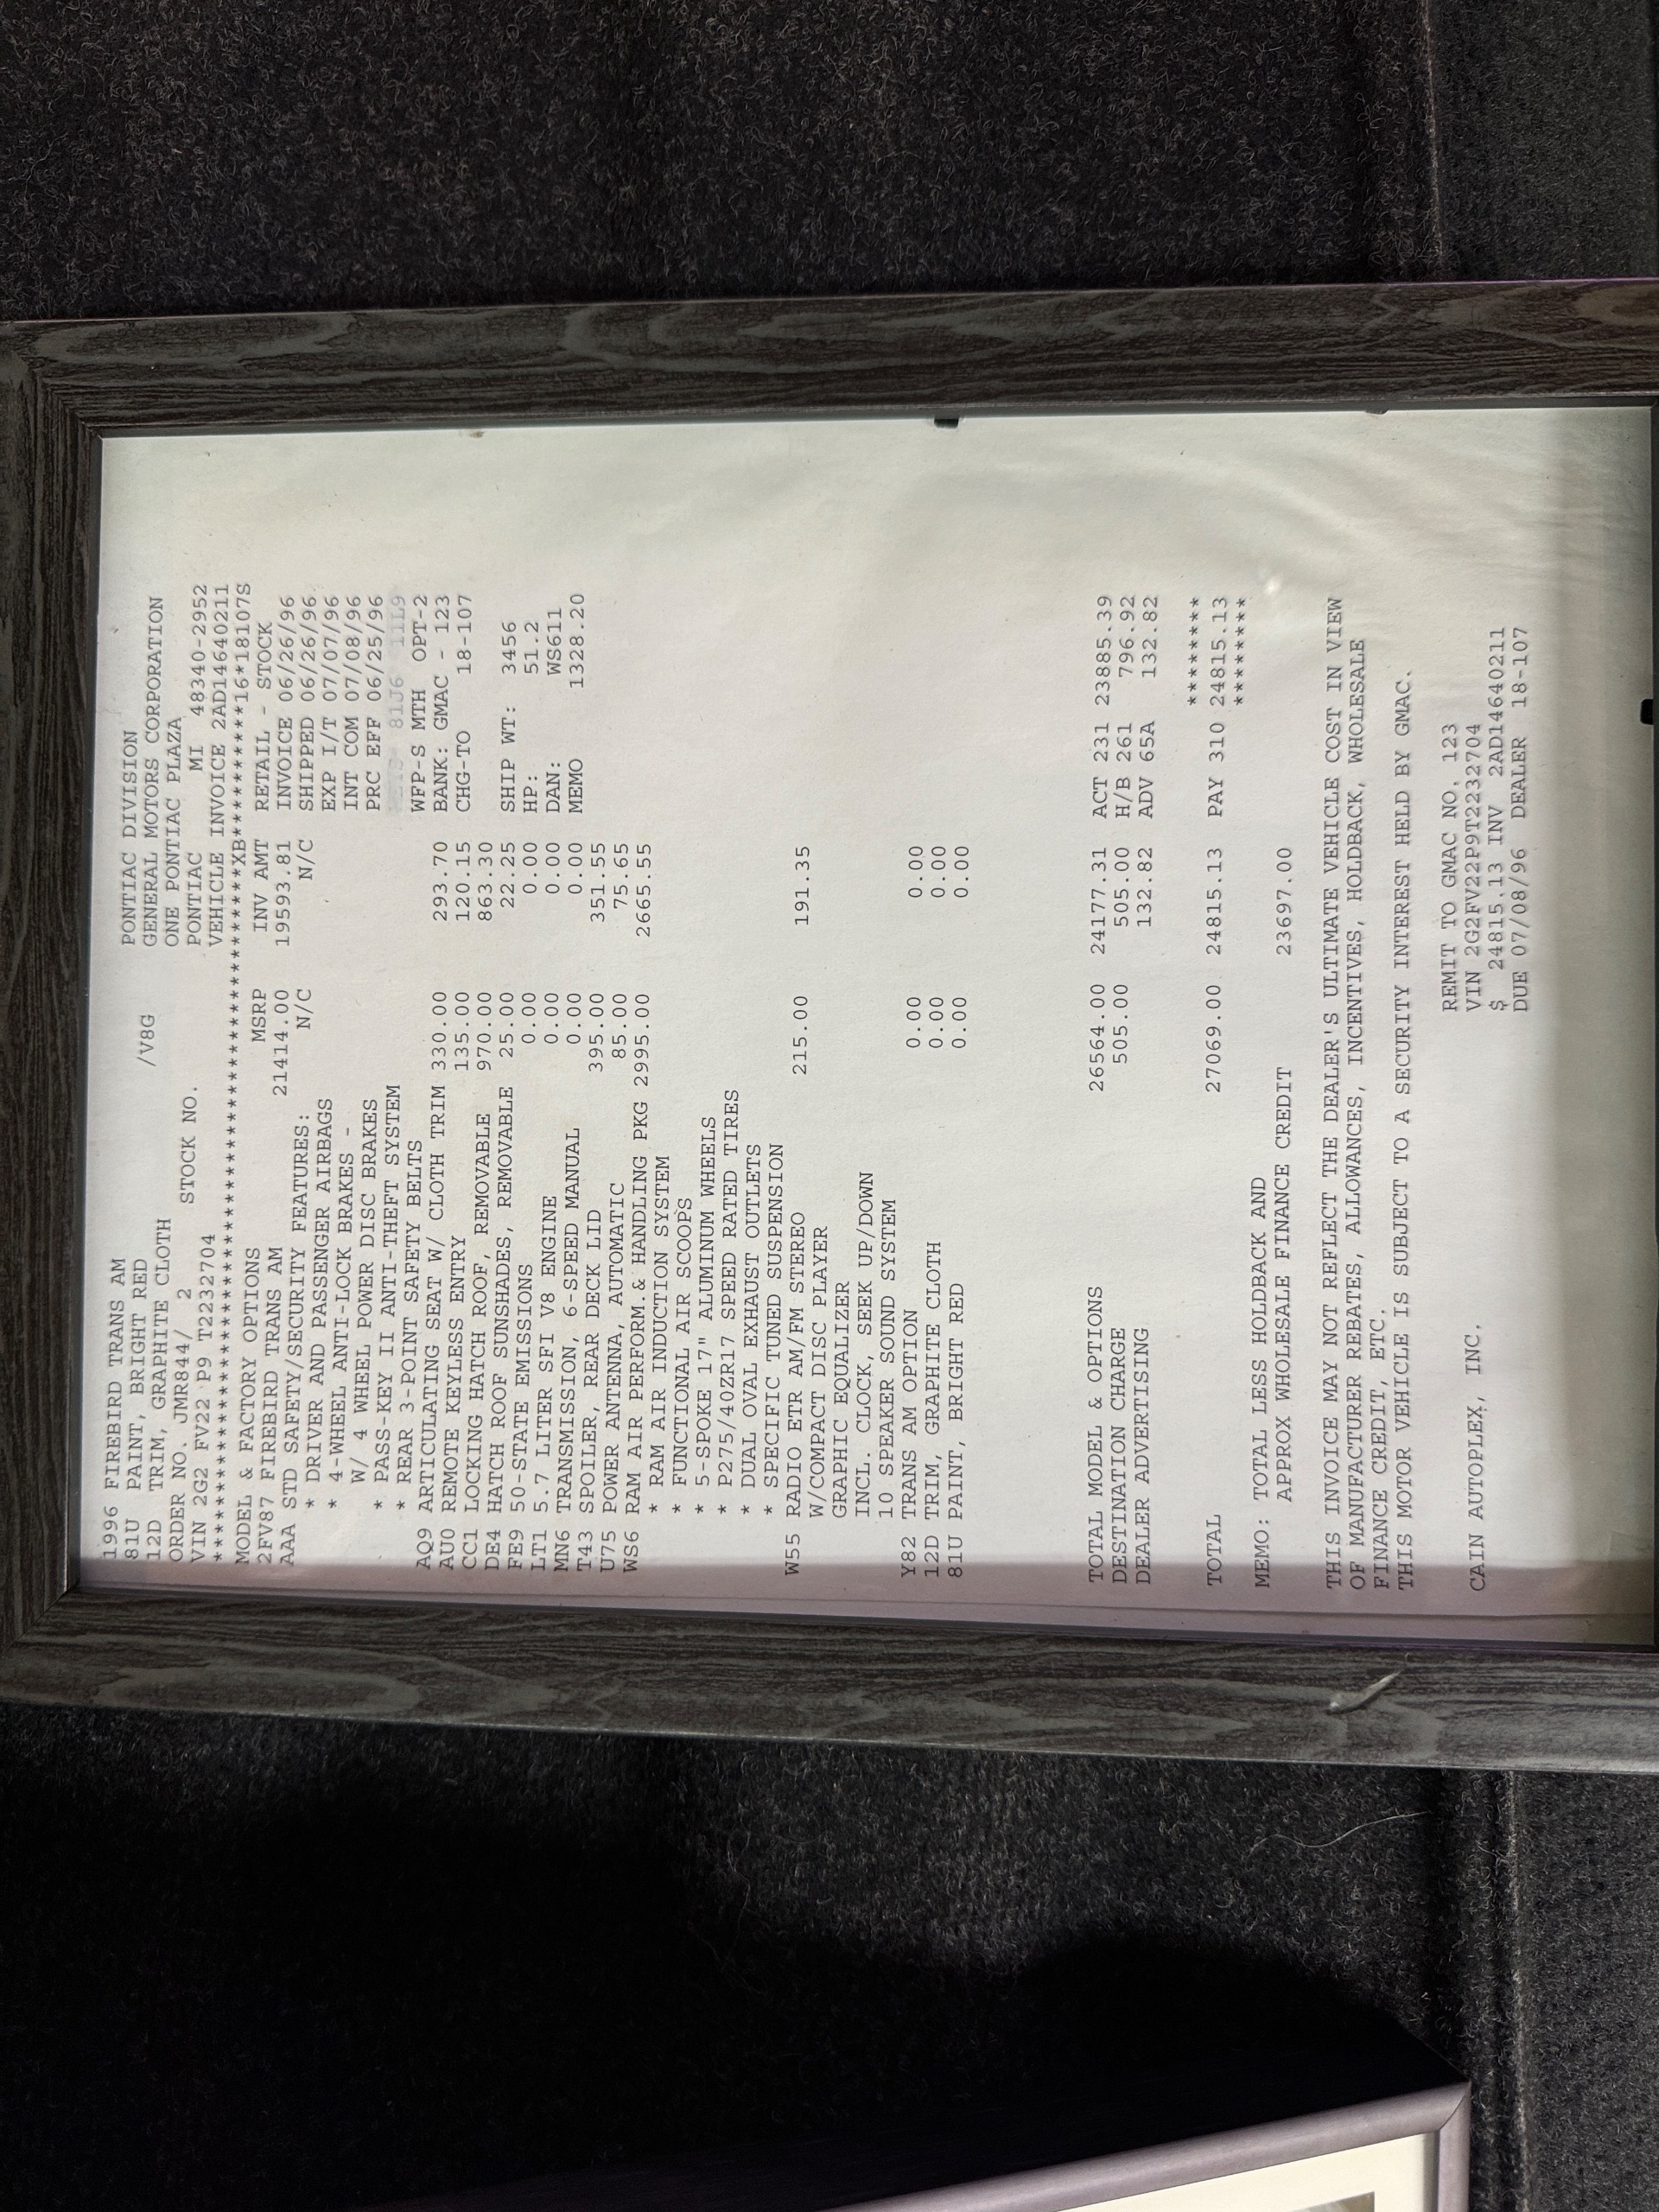 1996 FIREBIRD TRANS AM /V8G PONTIAC DIVISION
81U PAINT, BRIGHT RED GENERAL MOTORS CORPORATION
12D TRIM, GRAPHITE CLOTH ONE PONTIAC PLAZA
ORDER NO. JMR844/ 2 STOCK NO. PONTIAC MI 48340-2952
VIN 2G2 FV22 P9 T2232704 VEHICLE INVOICE 2AD14640211
***********************************************XB***********16*18107S
MODEL & FACTORY OPTIONS MSRP INV AMT RETAIL - STOCK
2FV87 FIREBIRD TRANS AM 21414.00 19593.81 INVOICE 06/26/96
AAA STD SAFETY/SECURITY FEATURES: N/C N/C SHIPPED 06/26/96
* DRIVER AND PASSENGER AIRBAGS EXP I/T 07/07/96
* 4-WHEEL ANTI-LOCK BRAKES - INT COM 07/08/96
W/ 4 WHEEL POWER DISC BRAKES PRC EFF 06/25/96
* PASS-KEY II ANTI-THEFT SYSTEM 81J6 11L9
* REAR 3-POINT SAFETY BELTS WFP-S MTH OPT-2
AQ9 ARTICULATING SEAT W/ CLOTH TRIM 330.00 293.70 BANK: GMAC - 123
AU0 REMOTE KEYLESS ENTRY 135.00 120.15 CHG-TO 18-107
CC1 LOCKING HATCH ROOF, REMOVABLE 970.00 863.30
DE4 HATCH ROOF SUNSHADES, REMOVABLE 25.00 22.25 SHIP WT: 3456
FE9 50-STATE EMISSIONS 0.00 0.00 HP: 51.2
LT1 5.7 LITER SFI V8 ENGINE 0.00 0.00 DAN: WS611
MN6 TRANSMISSION, 6-SPEED MANUAL 0.00 0.00 MEMO 1328.20
T43 SPOILER, REAR DECK LID 395.00 351.55
U75 POWER ANTENNA, AUTOMATIC 85.00 75.65
WS6 RAM AIR PERFORM.& HANDLING PKG 2995.00 2665.55
* RAM AIR INDUCTION SYSTEM
* FUNCTIONAL AIR SCOOPS
* 5-SPOKE 17" ALUMINUM WHEELS
* P275/40ZR17 SPEED RATED TIRES
* DUAL OVAL EXHAUST OUTLETS
* SPECIFIC TUNED SUSPENSION
W55 RADIO ETR AM/FM STEREO 215.00 191.35
W/COMPACT DISC PLAYER
GRAPHIC EQUALIZER
INCL. CLOCK, SEEK UP/DOWN
10 SPEAKER SOUND SYSTEM
Y82 TRANS AM OPTION 0.00 0.00
12D TRIM, GRAPHITE CLOTH 0.00 0.00
81U PAINT, BRIGHT RED 0.00 0.00
TOTAL MODEL & OPTIONS 26564.00 24177.31 ACT 231 23885.39
DESTINATION CHARGE 505.00 505.00 H/B 261 796.92
DEALER ADVERTISING 132.82 ADV 65A 132.82
********
TOTAL 27069.00 24815.13 PAY 310 24815.13
********
MEMO: TOTAL LESS HOLDBACK AND
APPROX WHOLESALE FINANCE CREDIT 23697.00
THIS INVOICE MAY NOT REFLECT THE DEALER'S ULTIMATE VEHICLE COST IN VIEW
OF MANUFACTURER REBATES, ALLOWANCES, INCENTIVES, HOLDBACK, WHOLESALE
FINANCE CREDIT, ETC.
THIS MOTOR VEHICLE IS SUBJECT TO A SECURITY INTEREST HELD BY GMAC.
REMIT TO GMAC NO. 123
CAIN AUTOPLEX, INC. VIN 2G2FV22P9T2232704
$ 24815.13 INV 2AD14640211
DUE 07/08/96 DEALER 18-107